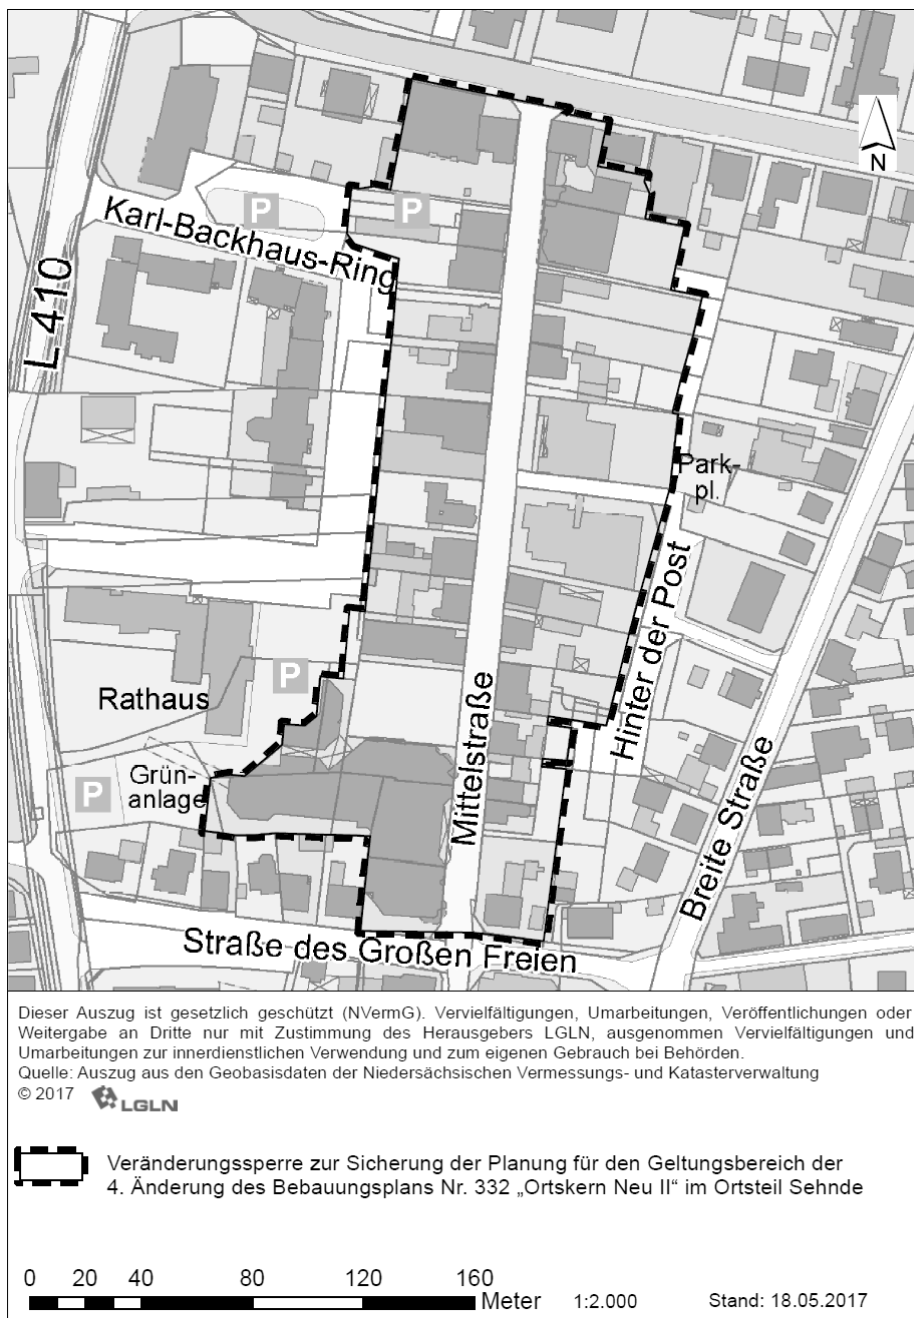 N
P
P
Karl-Backhaus-Ring
L 410
Park-
pl.
Hinter der Post
Rathaus
P
Mittelstraße
Grün-
anlage
P
Breite Straße
Straße des Großen Freien
Dieser Auszug ist gesetzlich geschützt (NVermG). Vervielfältigungen, Umarbeitungen, Veröffentlichungen oder
Weitergabe an Dritte nur mit Zustimmung des Herausgebers LGLN, ausgenommen Vervielfältigungen und
Umarbeitungen zur innerdienstlichen Verwendung und zum eigenen Gebrauch bei Behörden.
Quelle: Auszug aus den Geobasisdaten der Niedersächsischen Vermessungs- und Katasterverwaltung
© 2017 LGLN
Veränderungssperre zur Sicherung der Planung für den Geltungsbereich der
4. Änderung des Bebauungsplans Nr. 332 „Ortskern Neu II“ im Ortsteil Sehnde
0 20 40 80 120 160
Meter 1:2.000 Stand: 18.05.2017